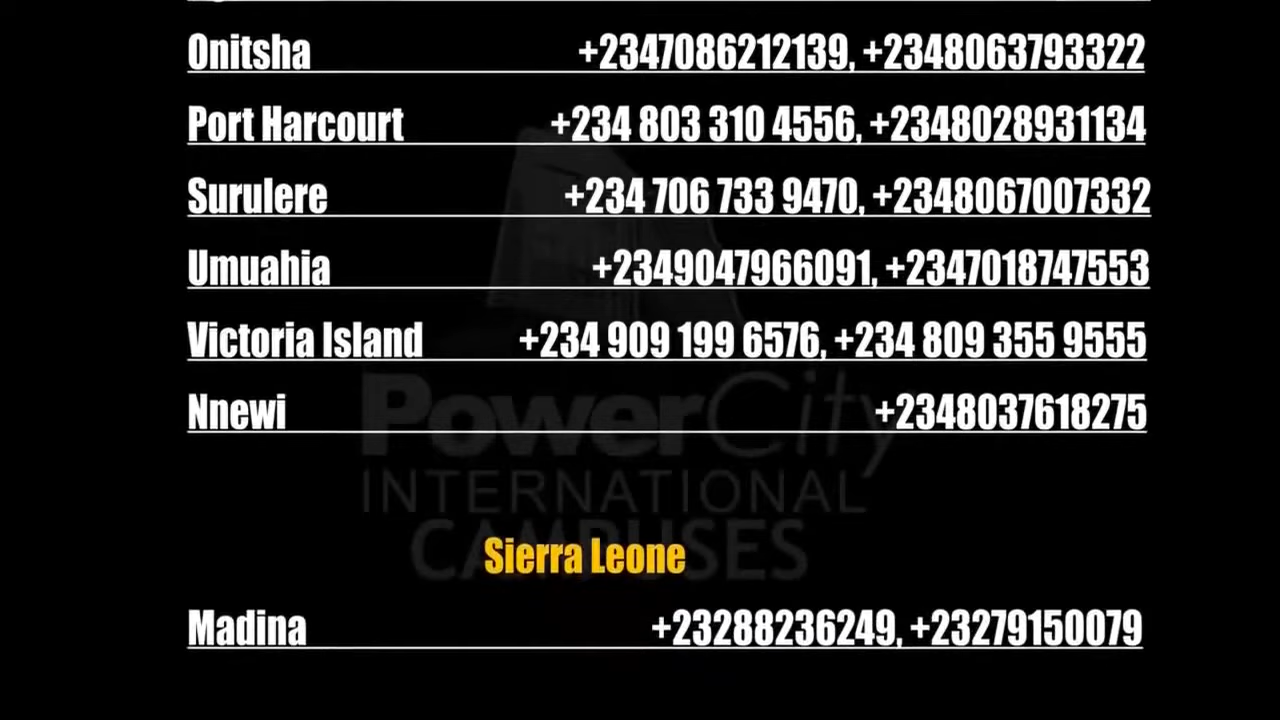 Onitsha +2347086212139, +2348063793322
Port Harcourt +234 803 310 4556, +2348028931134
Surulere +234 706 733 9470, +2348067007332
Umuahia +2349047966091, +2347018747553
Victoria Island +234 909 199 6576, +234 809 355 9555
Nnewi +2348037618275
PowerCity
INTERNATIONAL
CAMPUSES
Sierra Leone
Madina +23288236249, +23279150079